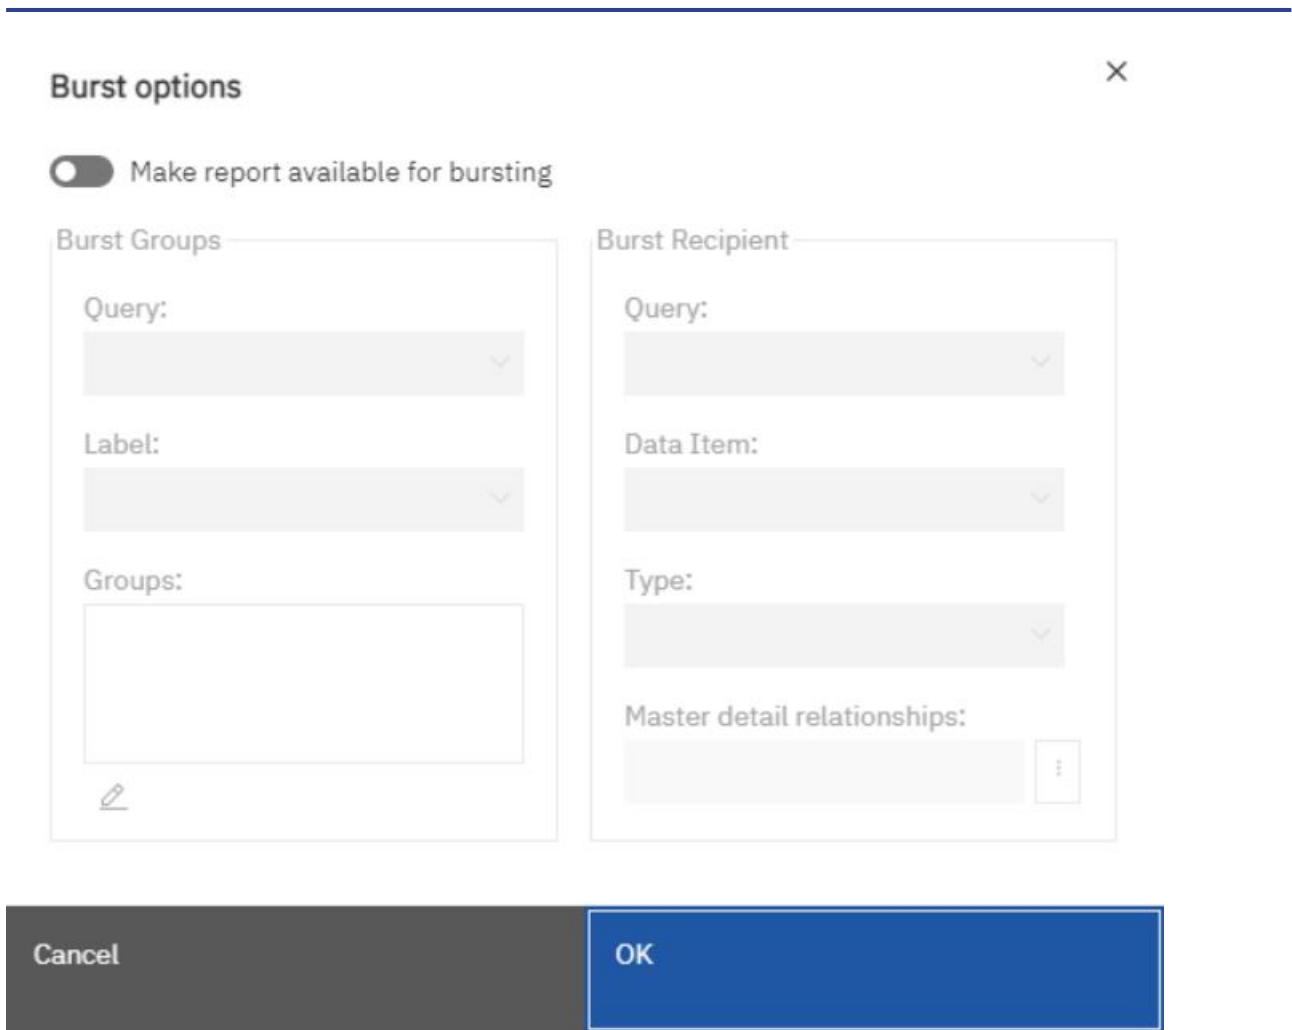 Burst options
Make report available for bursting
Burst Groups
Query:
Label:
Groups:
Burst Recipient
Query:
Data Item:
Type:
Master detail relationships:
Cancel
OK